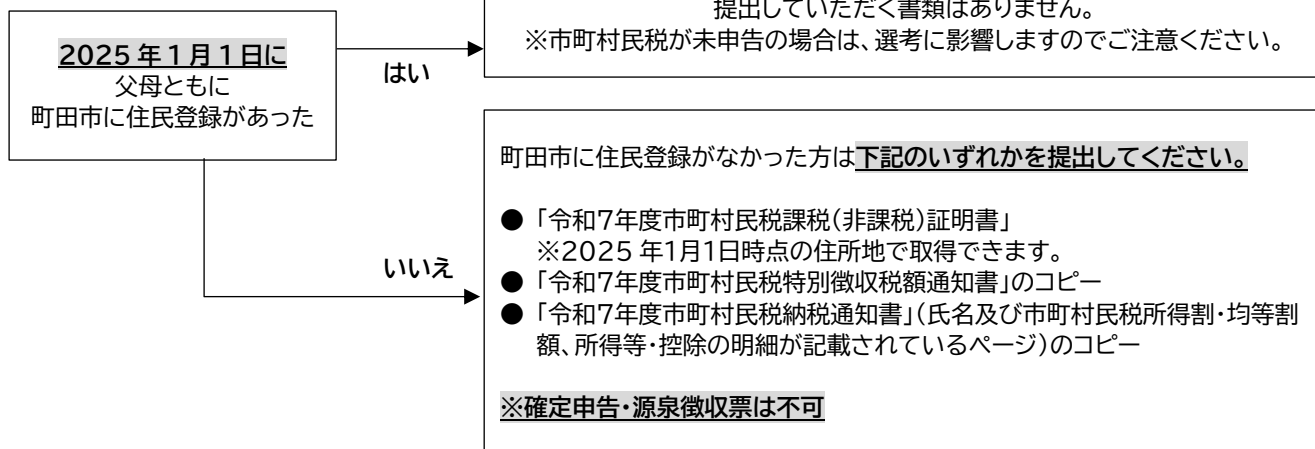 提出していただく書類はありません。
※市町村民税が未申告の場合は、選考に影響しますのでご注意ください。
2025年1月1日に
父母ともに
町田市に住民登録があった
はい
町田市に住民登録がなかった方は下記のいずれかを提出してください。
● 「令和7年度市町村民税課税(非課税)証明書」
※2025年1月1日時点の住所地で取得できます。
● 「令和7年度市町村民税特別徴収税額通知書」のコピー
● 「令和7年度市町村民税納税通知書」(氏名及び市町村民税所得割・均等割
額、所得等・控除の明細が記載されているページ)のコピー
いいえ
※確定申告・源泉徴収票は不可